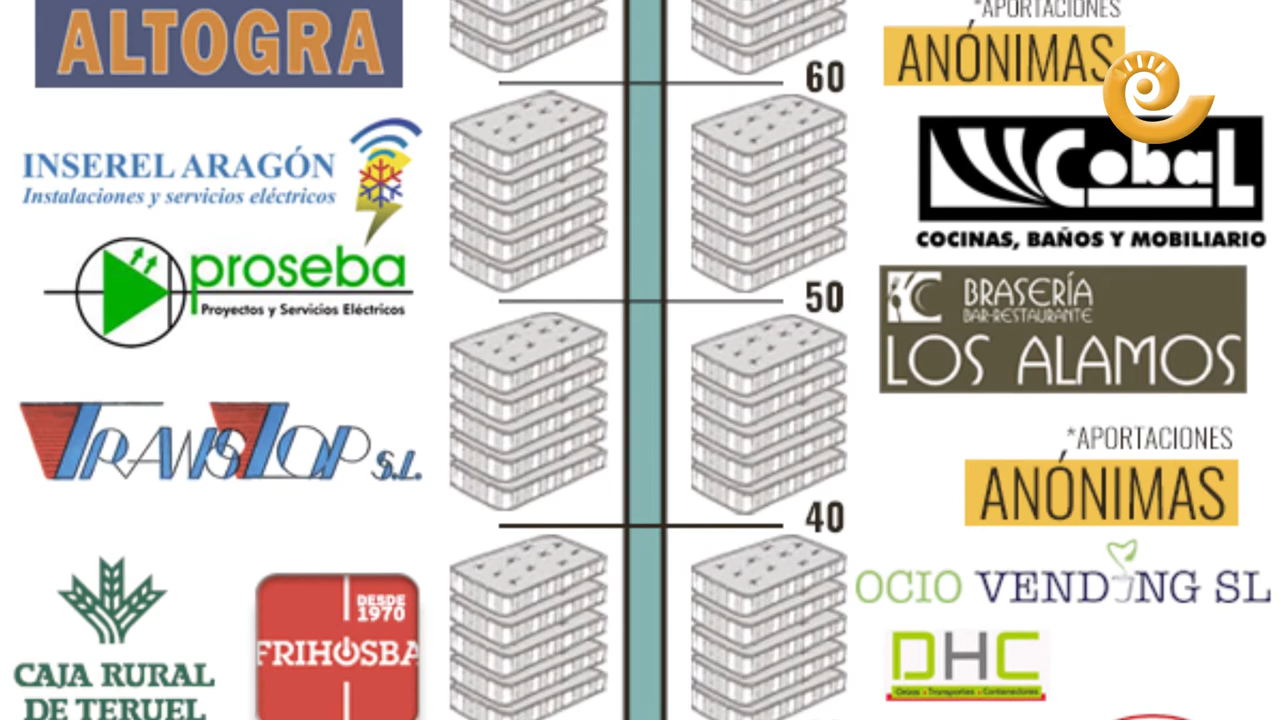 ALTOGRA
INSEREL ARAGÓN
Instalaciones y servicios eléctricos
proseba
Proyectos y Servicios Eléctricos
TRANSTOP S.L.
CAJA RURAL
DE TERUEL
DESDE
1970
FRIHOSBA
60
50
40
*APORTACIONES
ANÓNIMAS
CobaL
COCINAS, BAÑOS Y MOBILIARIO
BRASERÍA
BAR-RESTAURANTE
LOS ALAMOS
*APORTACIONES
ANÓNIMAS
OCIO VENDING SL
DHC